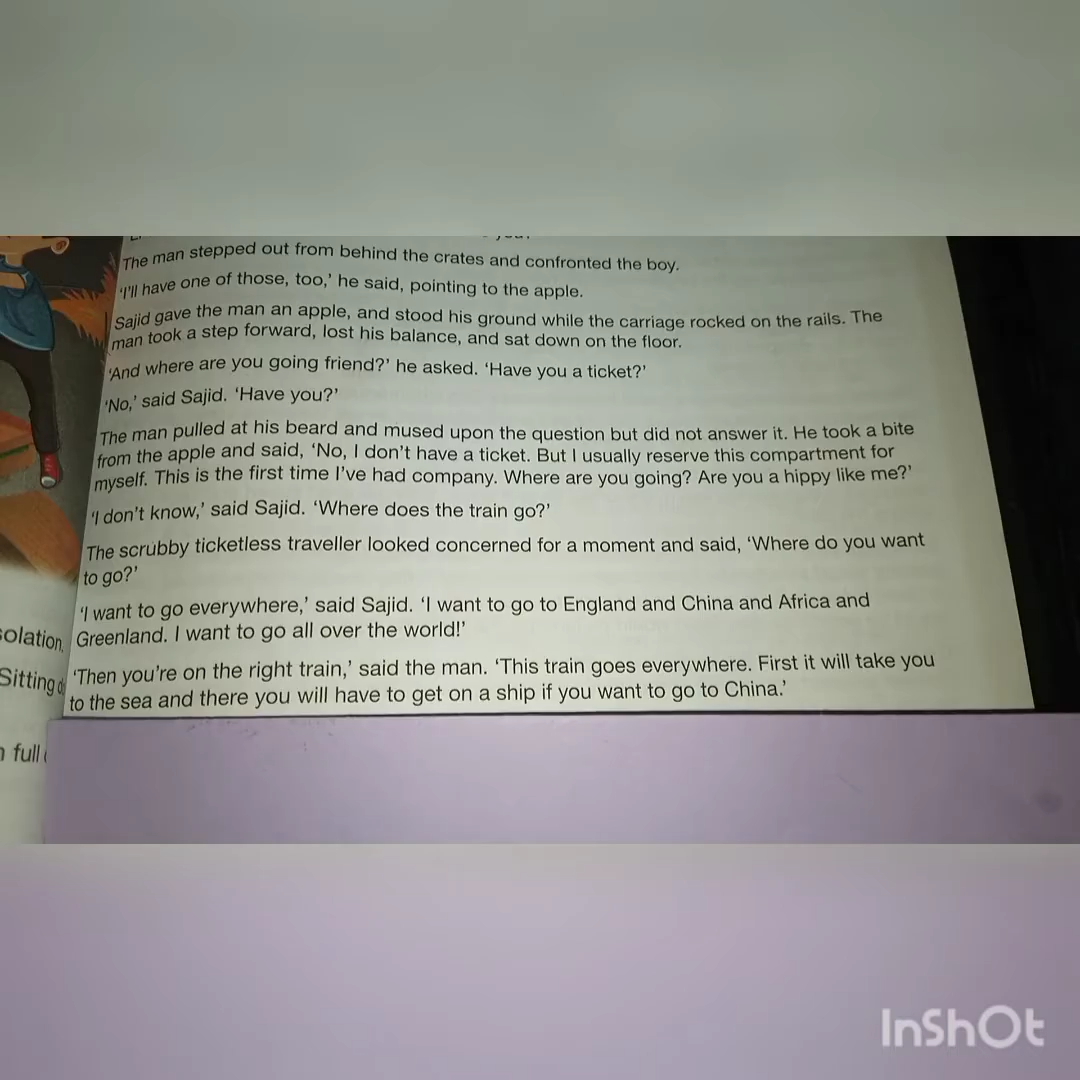 The man stepped out from behind the crates and confronted the boy.
'I'll have one of those, too,' he said, pointing to the apple.
Sajid gave the man an apple, and stood his ground while the carriage rocked on the rails. The
man took a step forward, lost his balance, and sat down on the floor.
'And where are you going friend?' he asked. 'Have you a ticket?'
'No,' said Sajid. 'Have you?'
The man pulled at his beard and mused upon the question but did not answer it. He took a bite
from the apple and said, 'No, I don't have a ticket. But I usually reserve this compartment for
myself. This is the first time I've had company. Where are you going? Are you a hippy like me?'
'I don't know,' said Sajid. 'Where does the train go?'
The scrubby ticketless traveller looked concerned for a moment and said, 'Where do you want
to go?'
'I want to go everywhere,' said Sajid. 'I want to go to England and China and Africa and
Greenland. I want to go all over the world!'
'Then you're on the right train,' said the man. 'This train goes everywhere. First it will take you
to the sea and there you will have to get on a ship if you want to go to China.'
solation.
Sitting
full
InShOt